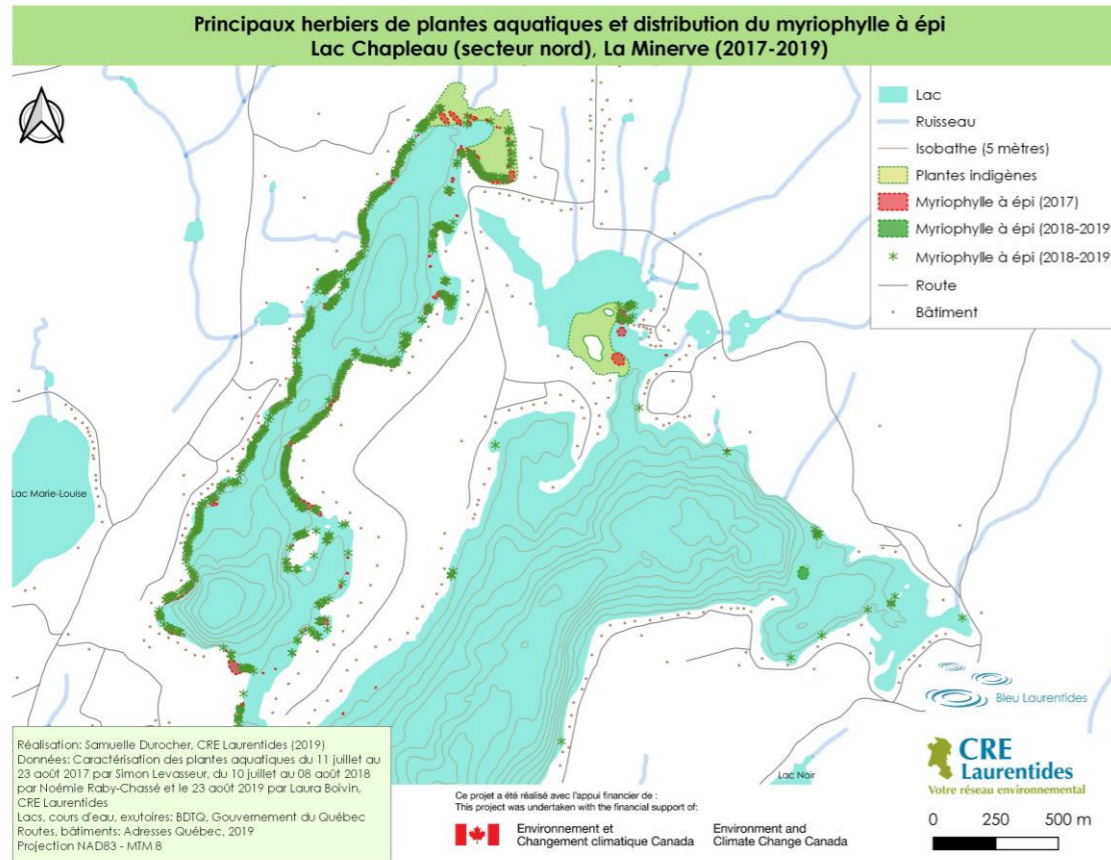 Principaux herbiers de plantes aquatiques et distribution du myriophylle à épi
Lac Chapleau (secteur nord), La Minerve (2017-2019)
Lac
Ruisseau
Isobathe (5 mètres)
Plantes indigènes
Myriophylle à épi (2017)
Myriophylle à épi (2018-2019
Myriophylle à épi (2018-2019
Route
Bâtiment
Lac Marie-Louise
Lac Noir
Bleu Laurentides
Réalisation: Samuelle Durocher, CRE Laurentides (2019)
Données: Caractérisation des plantes aquatiques du 11 juillet au
23 août 2017 par Simon Levasseur, du 10 juillet au 08 août 2018
par Noémie Raby-Chassé et le 23 août 2019 par Laura Boivin,
CRE Laurentides
Lacs, cours d'eau, exutoires: BDTQ, Gouvernement du Québec
Routes, bâtiments: Adresses Québec, 2019
Projection NAD83 - MTM 8
Ce projet a été réalisé avec l'appui financier de :
This project was undertaken with the financial support of:
Environnement et
Changement climatique Canada
Environment and
Climate Change Canada
CRE
Laurentides
Votre réseau environnemental
0 250 500 m